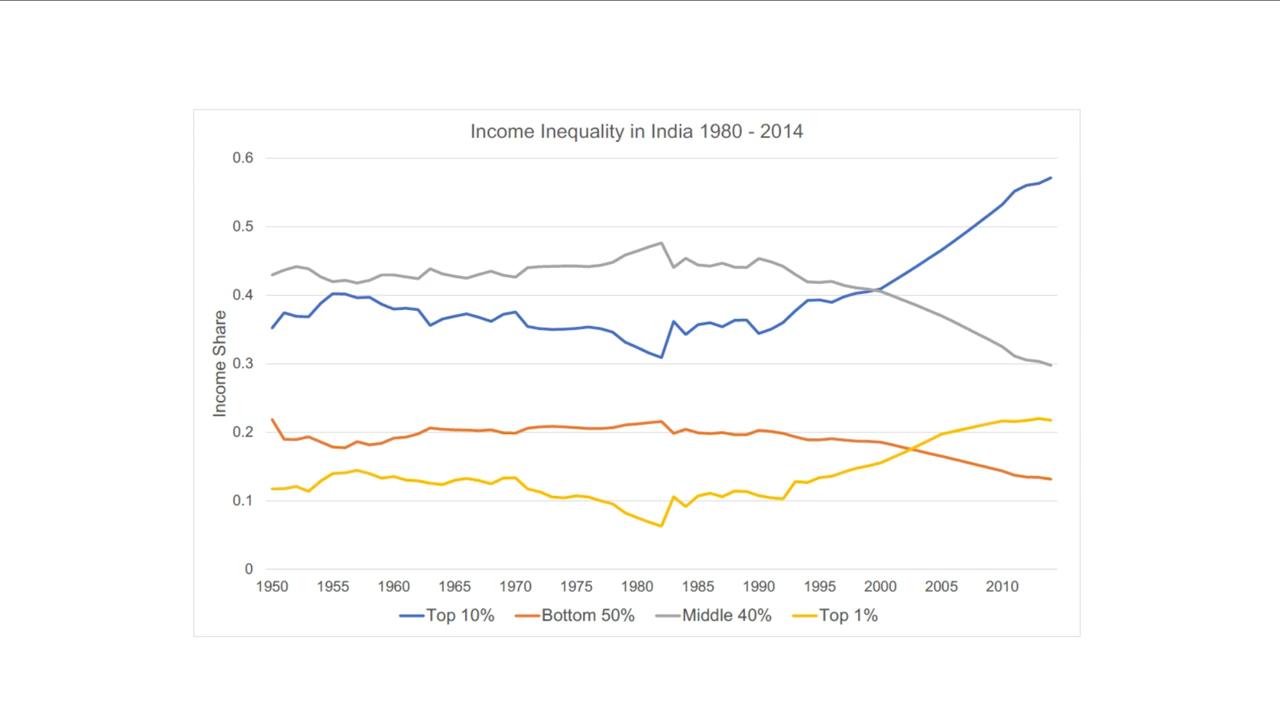 Income Inequality in India 1980 - 2014
0.6
0.5
0.4
0.3
0.2
0.1
0
Income Share
1950 1955 1960 1965 1970 1975 1980 1985 1990 1995 2000 2005 2010
Top 10% Bottom 50% Middle 40% Top 1%